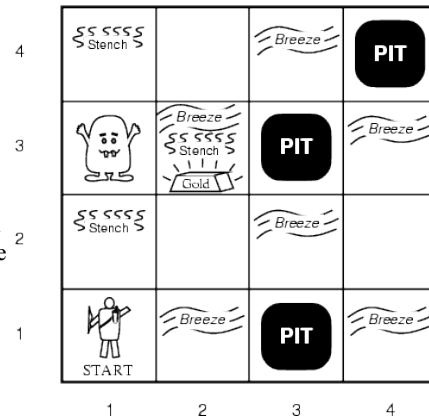 4
Stench
Breeze
PIT
3
Breeze
Stench
Gold
PIT
Breeze
e
2
Stench
Breeze
1
START
Breeze
PIT
Breeze
1 2 3 4